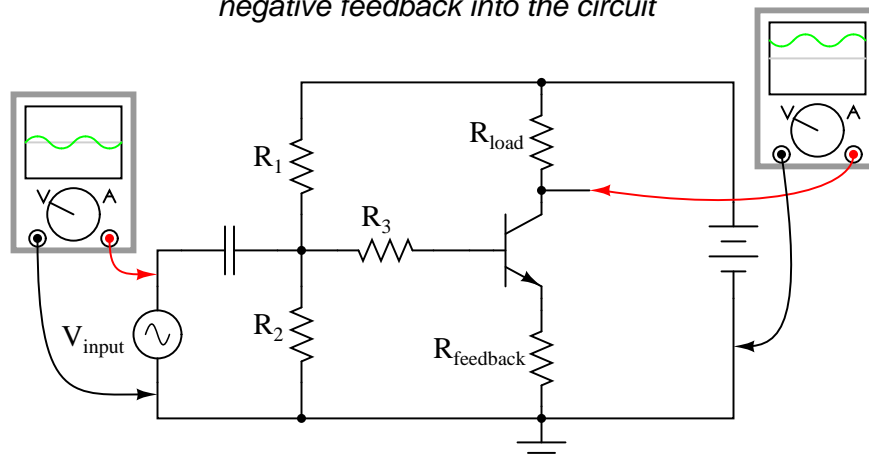 negative feedback into the circuit
V A
V A
R1
Rload
R3
R2
Vinput
Rfeedback